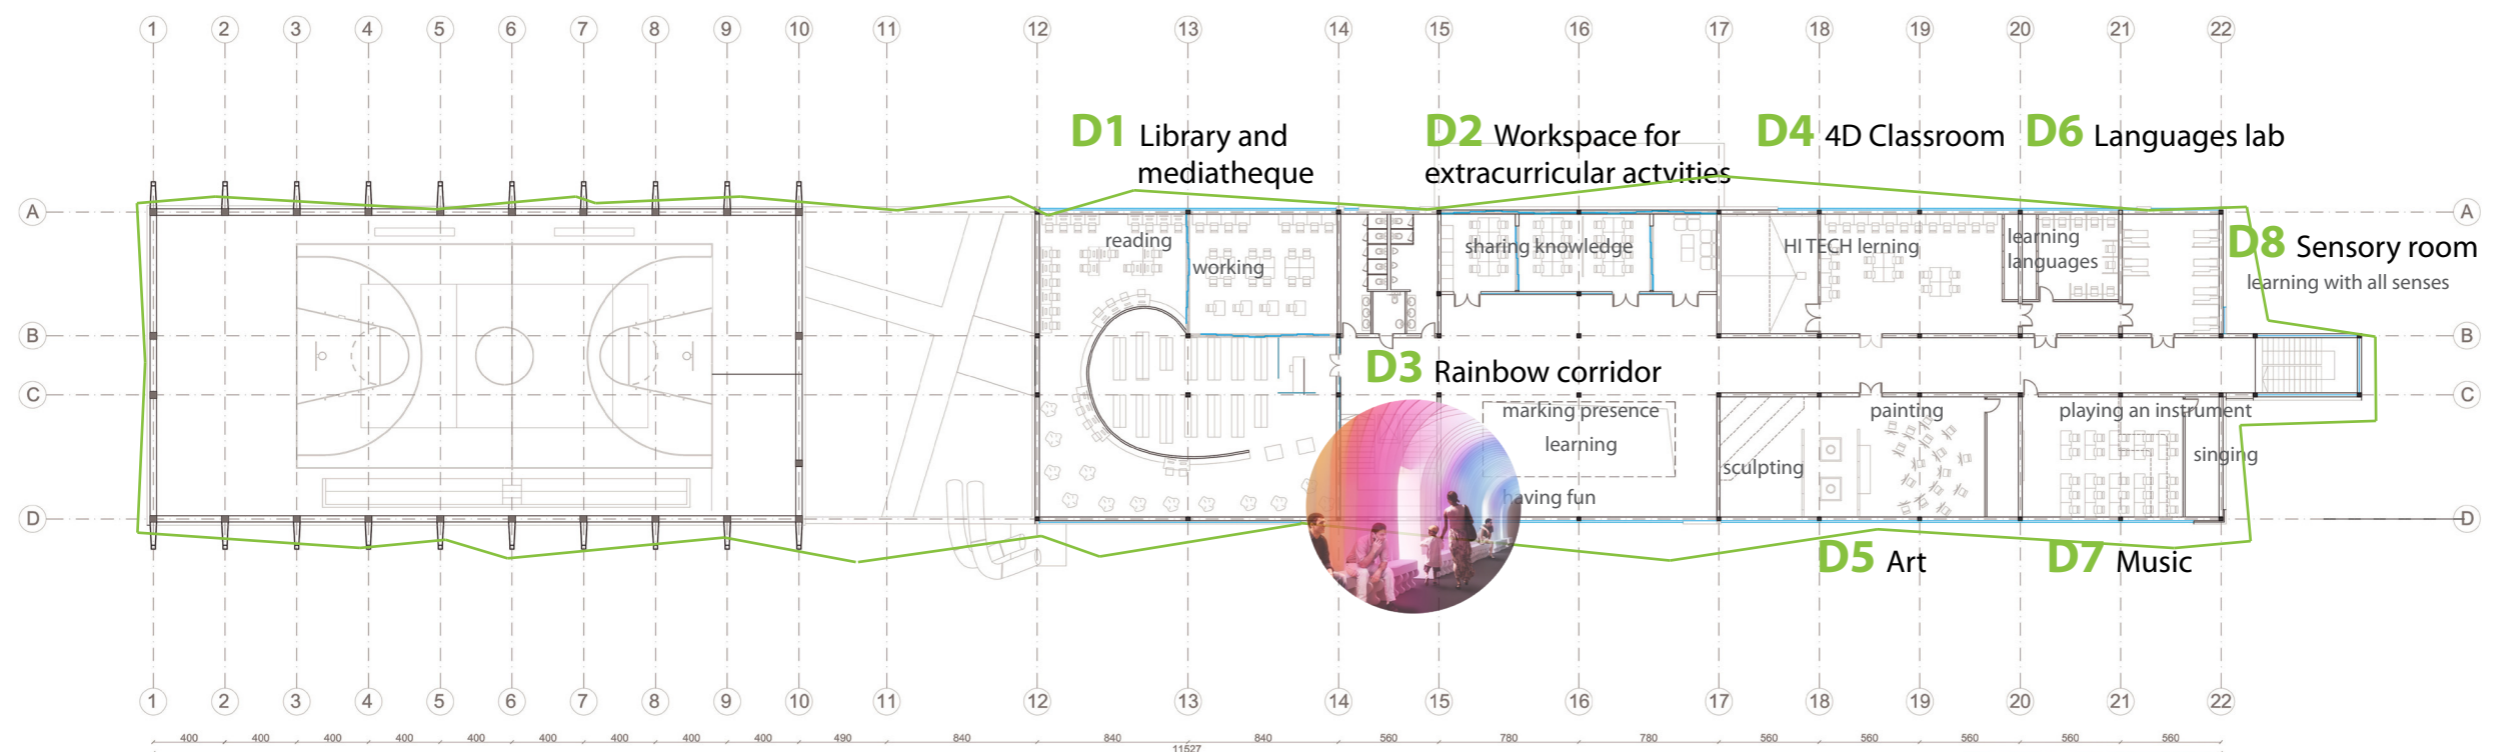 1 2 3 4 5 6 7 8 9 10 11 12 13 14 15 16 17 18 19 20 21 22
D1 Library and
mediatheque
D2 Workspace for
extracurricular actvities
D4 4D Classroom
D6 Languages lab
A A
reading
working
sharing knowledge
HI TECH lerning
learning
languages
D8 Sensory room
learning with all senses
B B
D3 Rainbow corridor
C C
marking presence
learning
having fun
painting
sculpting
playing an instrument
singing
D D
D5 Art
D7 Music
1 2 3 4 5 6 7 8 9 10 11 12 13 14 15 16 17 18 19 20 21 22
400 400 400 400 400 400 400 400 400 490 840 840 840 560 780 780 560 560 560 560 560
11527